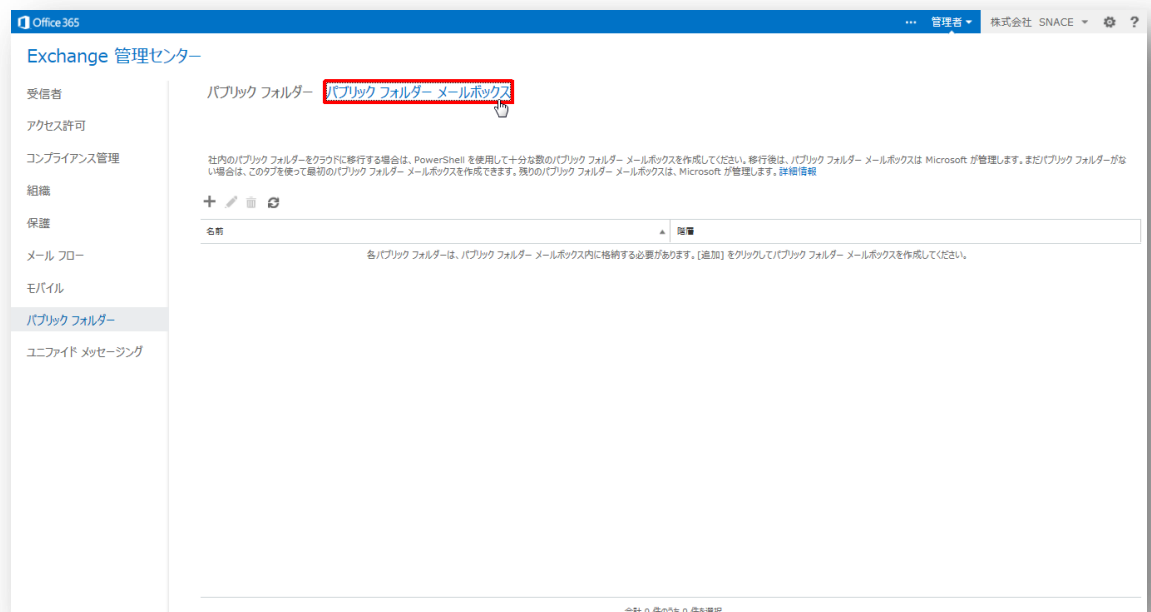 Office 365
••• 管理者 株式会社 SNACE ?
Exchange 管理センター
パブリック フォルダー パブリック フォルダー メールボックス
受信者
アクセス許可
コンプライアンス管理
組織
保護
メール フロー
モバイル
パブリック フォルダー
ユニファイド メッセージング
社内のパブリック フォルダーをクラウドに移行する場合は、PowerShell を使用して十分な数のパブリック フォルダー メールボックスを作成してください。移行後は、パブリック フォルダー メールボックスは Microsoft が管理します。まだパブリック フォルダーがな
い場合は、このタブを使って最初のパブリック フォルダー メールボックスを作成できます。残りのパブリック フォルダー メールボックスは、Microsoft が管理します。詳細情報
名前 階層
各パブリック フォルダーは、パブリック フォルダー メールボックス内に格納する必要があります。[追加] をクリックしてパブリック フォルダー メールボックスを作成してください。
合計 0 件のうち 0 件を選択